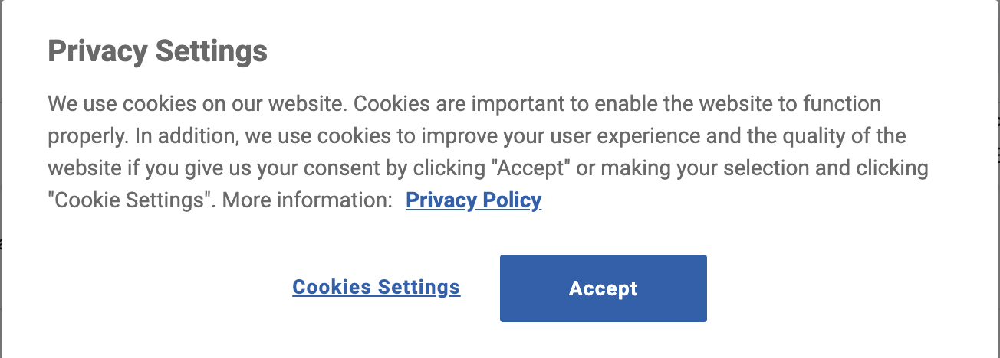 Privacy Settings
We use cookies on our website. Cookies are important to enable the website to function
properly. In addition, we use cookies to improve your user experience and the quality of the
website if you give us your consent by clicking "Accept" or making your selection and clicking
"Cookie Settings". More information: Privacy Policy
Cookies Settings
Accept